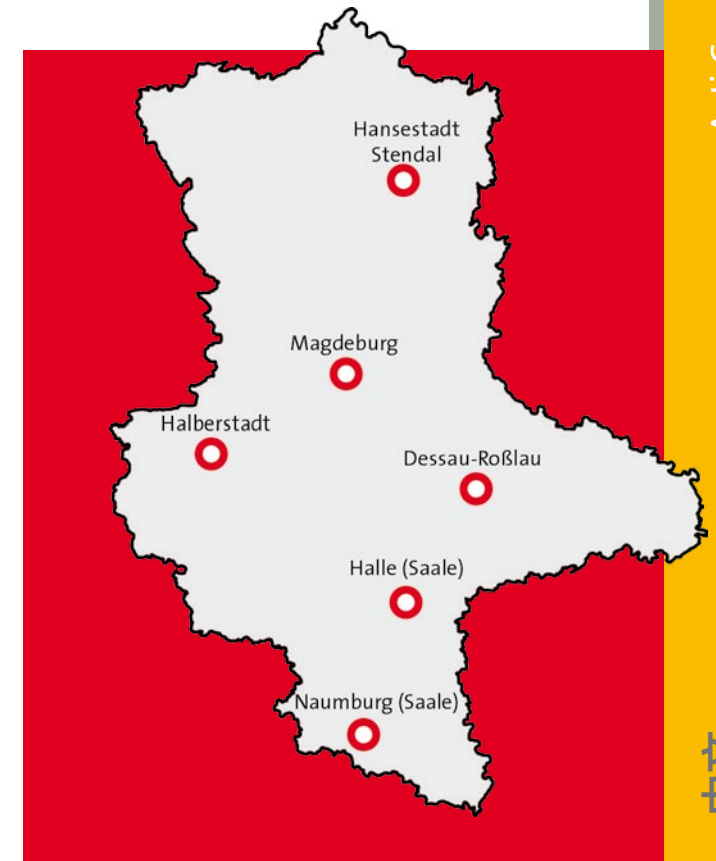 Hansestadt
Stendal
Magdeburg
Halberstadt
Dessau-Roßlau
Halle (Saale)
Naumburg (Saale)